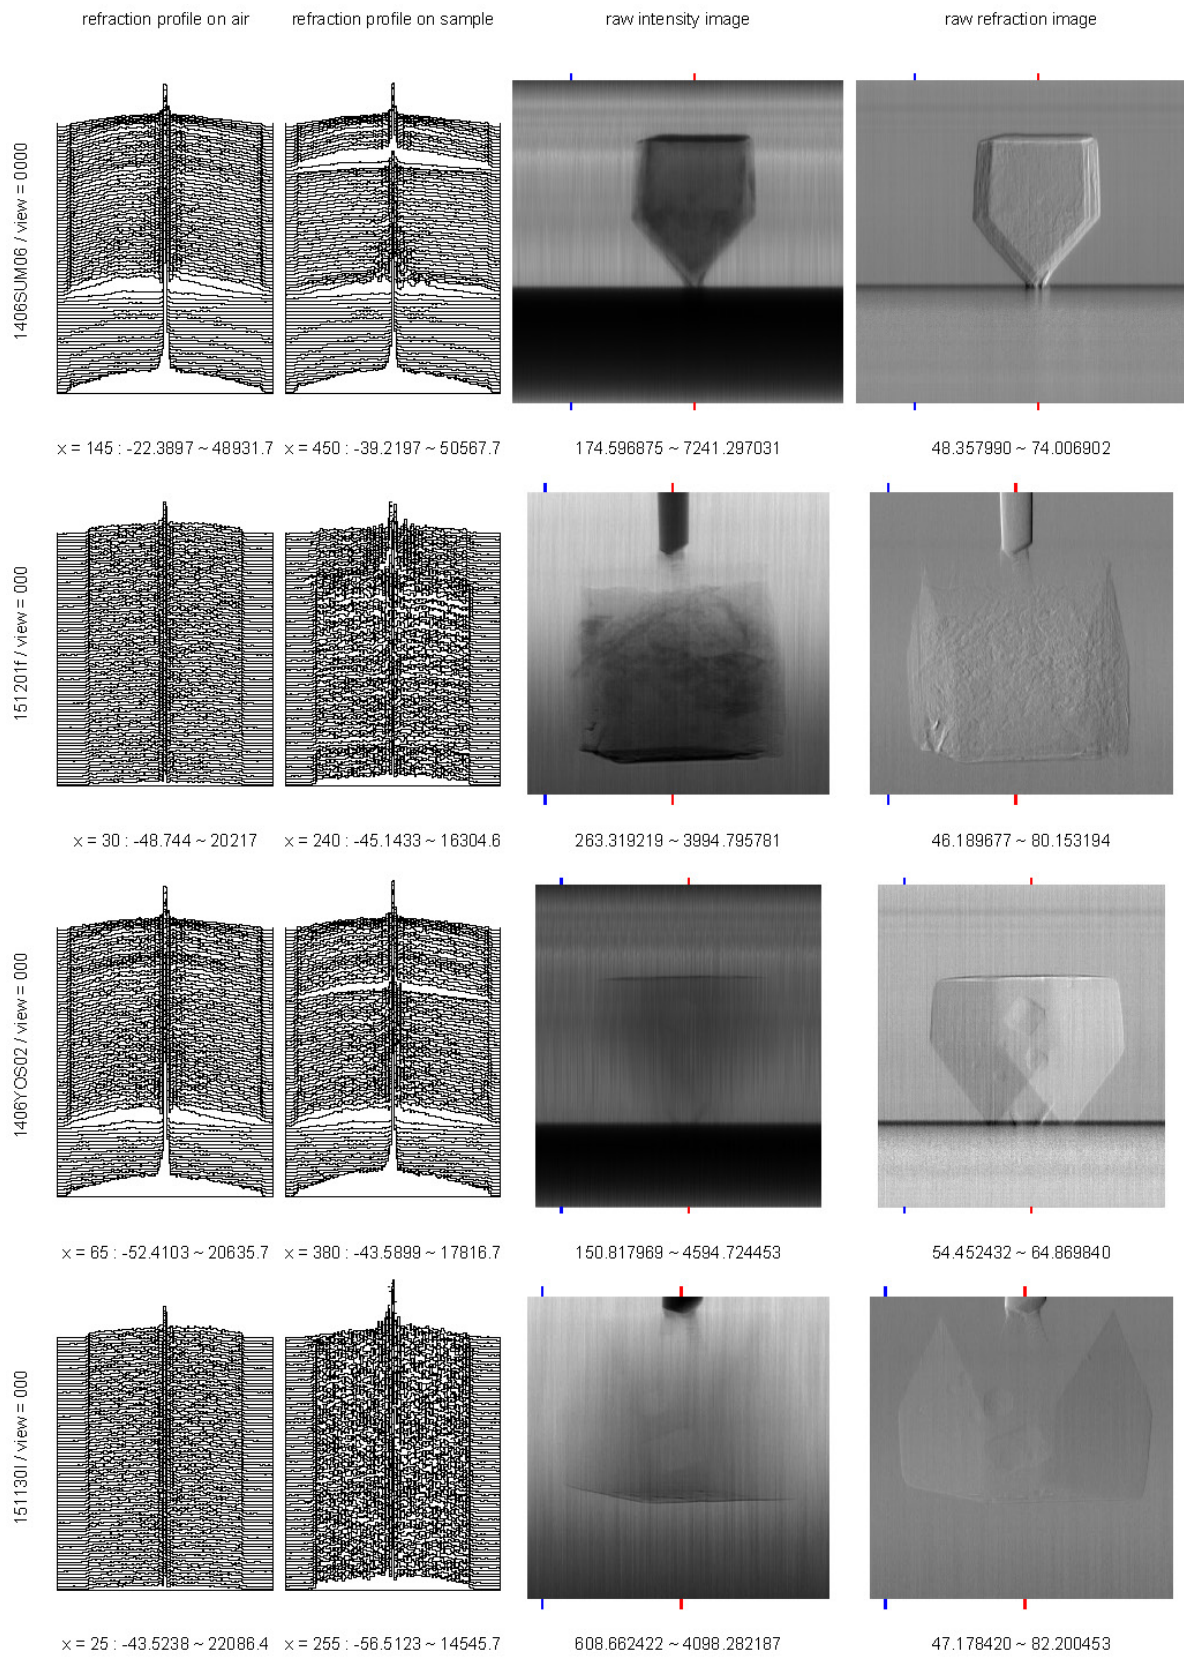 refraction profile on air
refraction profile on sample
raw intensity image
raw refraction image
1406SUM06 / view = 0000
x = 145 : -22.3897 ~ 48931.7
x = 450 : -39.2197 ~ 50567.7
174.596875 ~ 7241.297031
48.357990 ~ 74.006902
151201f / view = 000
x = 30 : -48.744 ~ 20217
x = 240 : -45.1433 ~ 16304.6
263.319219 ~ 3994.795781
46.189677 ~ 80.153194
1406YOS02 / view = 000
x = 65 : -52.4103 ~ 20635.7
x = 380 : -43.5899 ~ 17816.7
150.817969 ~ 4594.724453
54.452432 ~ 64.869840
151130l / view = 000
x = 25 : -43.5238 ~ 22086.4
x = 255 : -56.5123 ~ 14545.7
608.662422 ~ 4098.282187
47.178420 ~ 82.200453